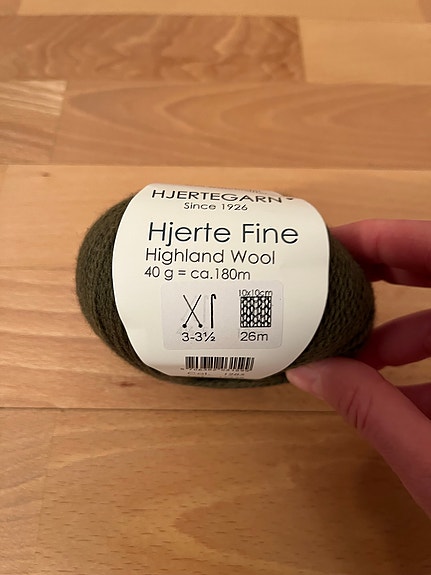 HJERTEGARN®
Since 1926
Hjerte Fine
Highland Wool
40 g = ca.180m
10x10cm
3-3½
26m